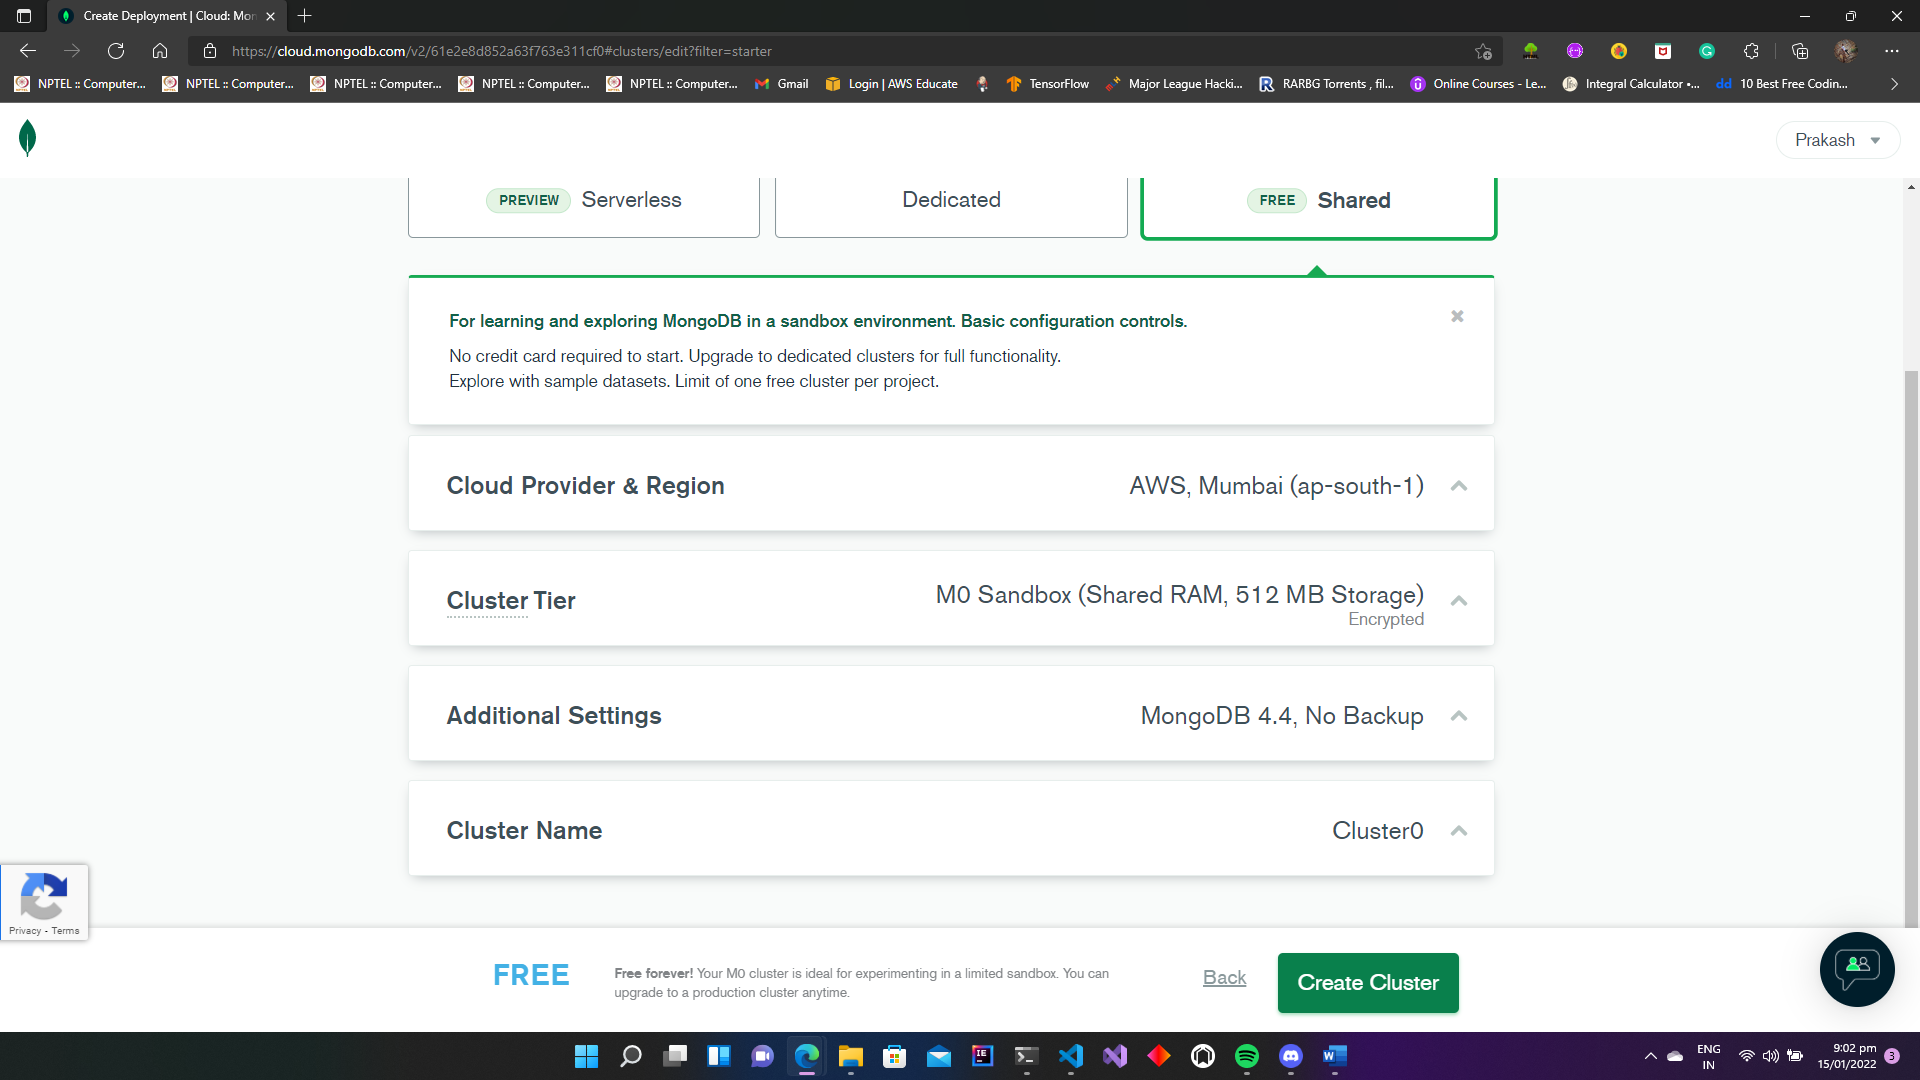 Create Deployment | Cloud: Mon
https://cloud.mongodb.com/v2/61e2e8d852a63f763e311cf0#clusters/edit?filter=starter
NPTEL :: Computer... NPTEL :: Computer... NPTEL :: Computer... NPTEL :: Computer... NPTEL :: Computer... Gmail Login | AWS Educate TensorFlow Major League Hacki... RARBG Torrents , fil... Online Courses - Le... Integral Calculator •... dd 10 Best Free Codin...
Prakash
PREVIEW Serverless Dedicated FREE Shared
For learning and exploring MongoDB in a sandbox environment. Basic configuration controls.
No credit card required to start. Upgrade to dedicated clusters for full functionality.
Explore with sample datasets. Limit of one free cluster per project.
Cloud Provider & Region AWS, Mumbai (ap-south-1)
Cluster Tier M0 Sandbox (Shared RAM, 512 MB Storage)
Encrypted
Additional Settings MongoDB 4.4, No Backup
Cluster Name Cluster0
Privacy - Terms
FREE Free forever! Your M0 cluster is ideal for experimenting in a limited sandbox. You can
upgrade to a production cluster anytime.
Back Create Cluster
ENG
IN
9:02 pm
15/01/2022
3